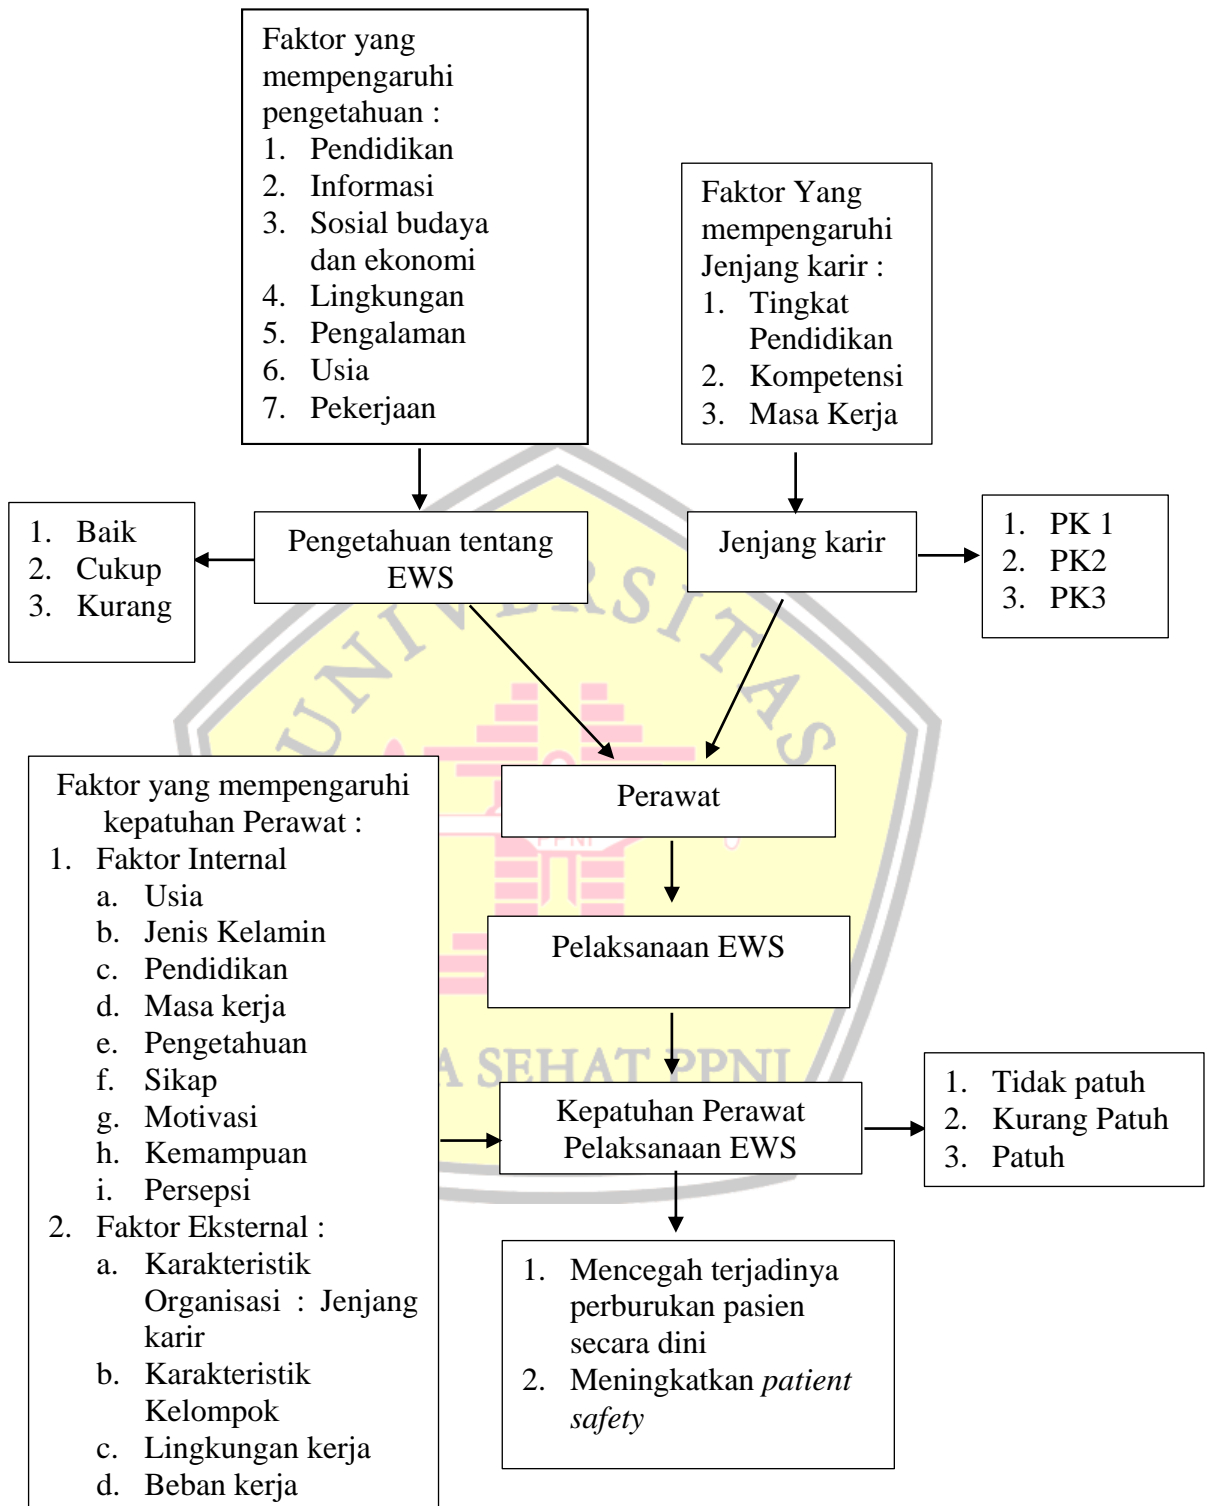 Faktor yang
mempengaruhi
pengetahuan :
1. Pendidikan
2. Informasi
3. Sosial budaya
dan ekonomi
4. Lingkungan
5. Pengalaman
6. Usia
7. Pekerjaan
Faktor Yang
mempengaruhi
Jenjang karir :
1. Tingkat
Pendidikan
2. Kompetensi
3. Masa Kerja
1. Baik
2. Cukup
3. Kurang
Pengetahuan tentang
EWS
Jenjang karir
1. PK 1
2. PK2
3. PK3
UNIVERSITAS
Perawat
PPNI
Faktor yang mempengaruhi
kepatuhan Perawat :
1. Faktor Internal
a. Usia
b. Jenis Kelamin
c. Pendidikan
d. Masa kerja
e. Pengetahuan
f. Sikap
g. Motivasi
h. Kemampuan
i. Persepsi
2. Faktor Eksternal :
a. Karakteristik
Organisasi : Jenjang
karir
b. Karakteristik
Kelompok
c. Lingkungan kerja
d. Beban kerja
Pelaksanaan EWS
A SEHAT PPNI
Kepatuhan Perawat
Pelaksanaan EWS
1. Tidak patuh
2. Kurang Patuh
3. Patuh
1. Mencegah terjadinya
perburukan pasien
secara dini
2. Meningkatkan patient
safety